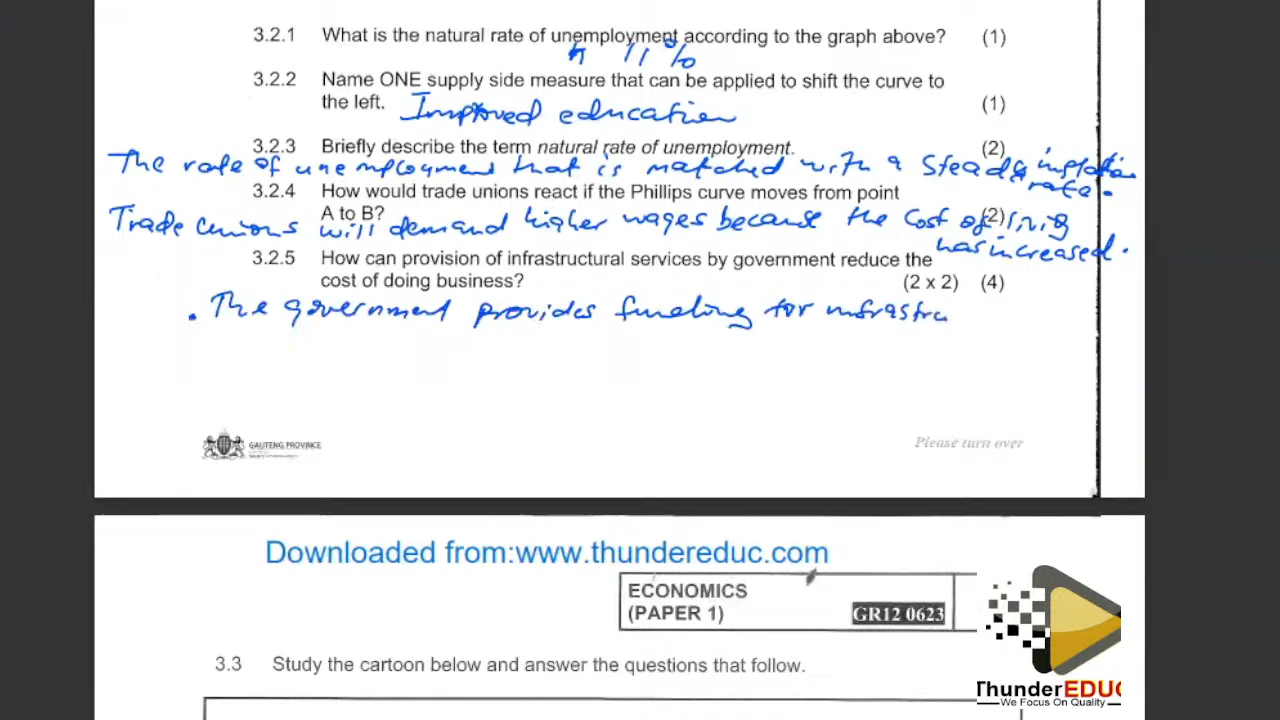 3.2.1 What is the natural rate of unemployment according to the graph above? (1)
11%
3.2.2 Name ONE supply side measure that can be applied to shift the curve to
the left. (1)
Improved education
3.2.3 Briefly describe the term natural rate of unemployment. (2)
The rate of unemployment that is matched with a steady inflation
rate.
3.2.4 How would trade unions react if the Phillips curve moves from point
A to B? (2)
Trade unions will demand higher wages because the cost of living
has increased.
3.2.5 How can provision of infrastructural services by government reduce the
cost of doing business? (2 x 2) (4)
. The government provides funding for infrastru
GAUTENG PROVINCE
Please turn over
Downloaded from:www.thundereduc.com
ECONOMICS
(PAPER 1) GR12 0623
3.3 Study the cartoon below and answer the questions that follow.
ThunderEDUC
We Focus On Quality